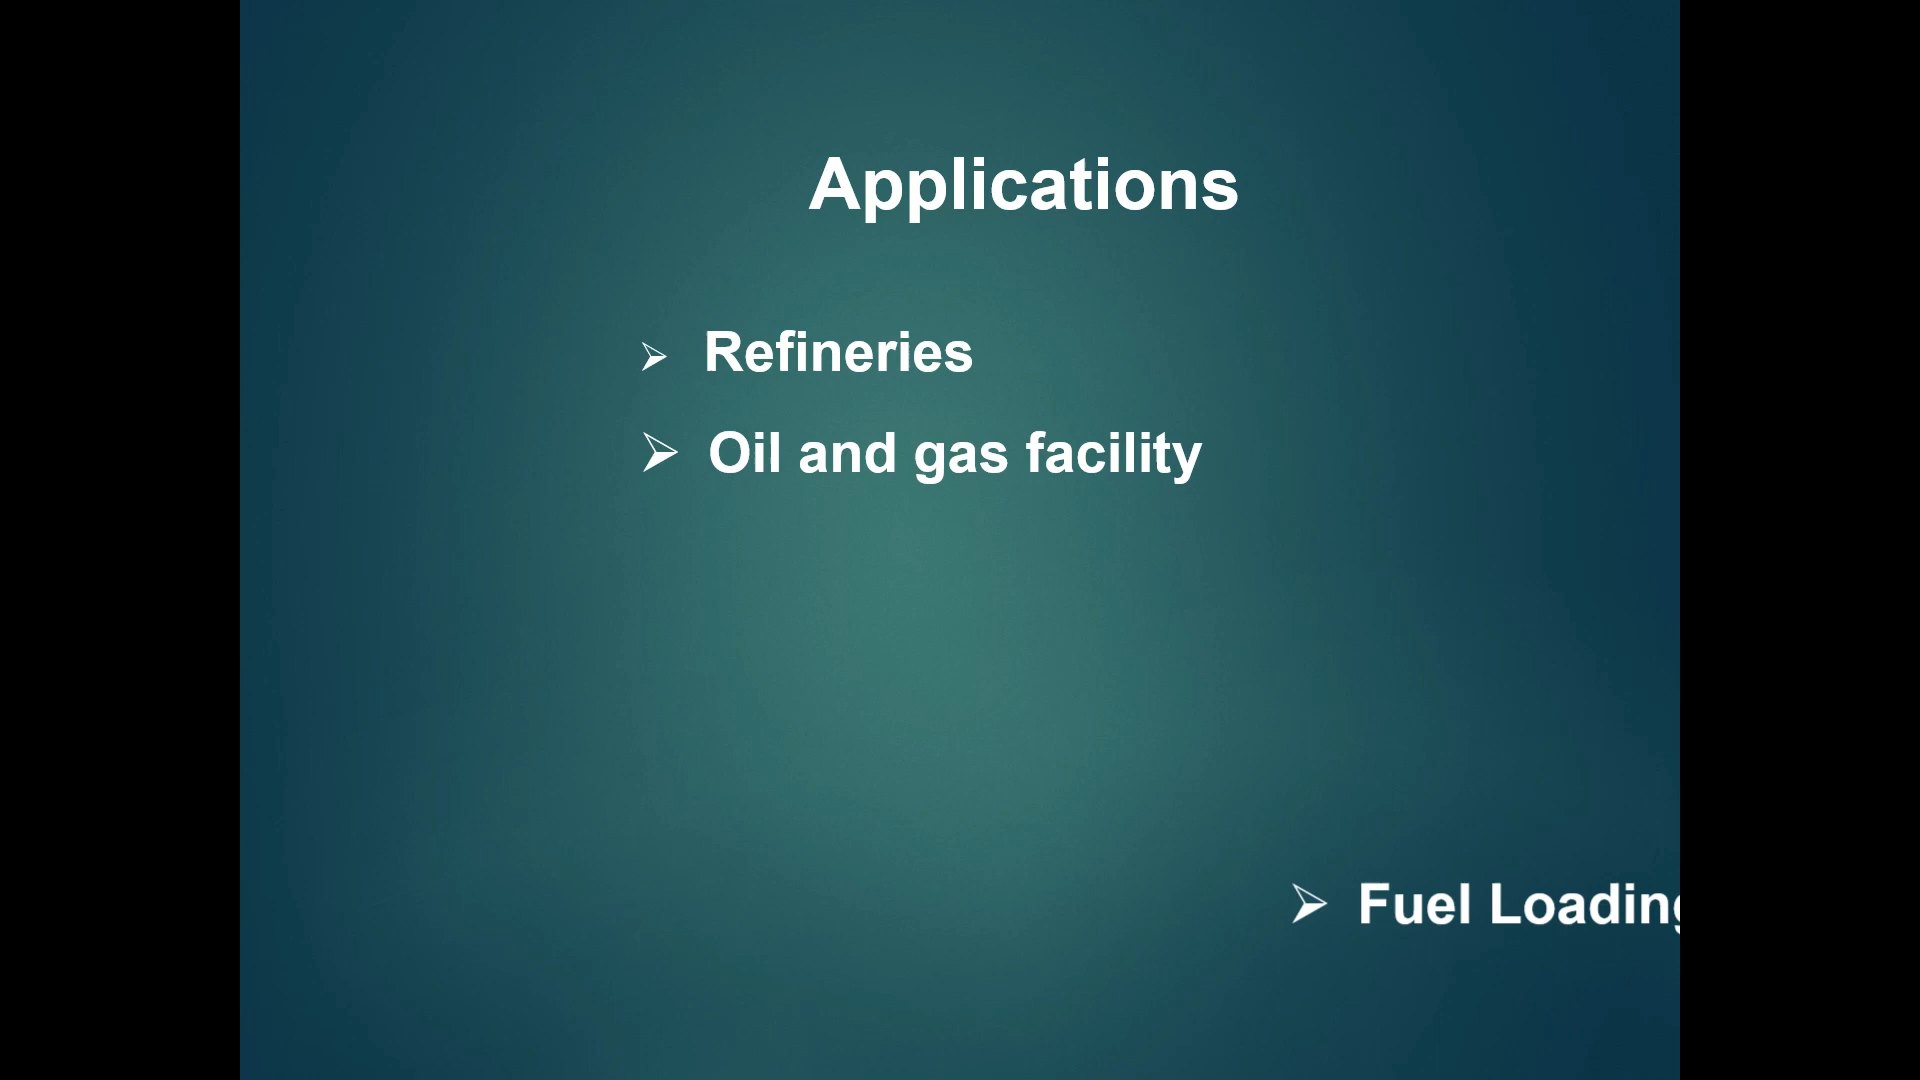 Applications
➢ Refineries
➢ Oil and gas facility
➢ Fuel Loading